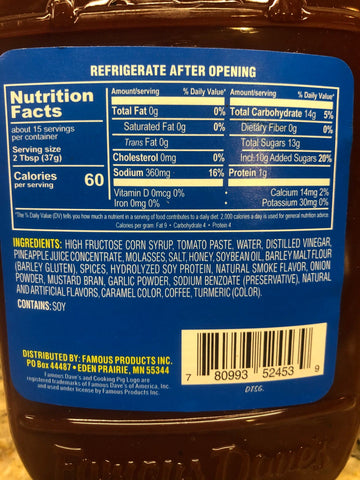 REFRIGERATE AFTER OPENING
Nutrition
Facts
about 15 servings
per container
Serving size
2 Tbsp (37g)
Calories
per serving
60
Amount/serving % Daily Value*
Total Fat 0g 0%
Saturated Fat 0g 0%
Trans Fat 0g
Cholesterol 0mg 0%
Sodium 360mg 16%
Amount/serving % Daily Value*
Total Carbohydrate 14g 5%
Dietary Fiber 0g 0%
Total Sugars 13g
Incl. 10g Added Sugars 20%
Protein 1g
Vitamin D 0mcg 0% Calcium 14mg 2%
Iron 0mg 0% Potassium 30mg 0%
*The % Daily Value (DV) tells you how much a nutrient in a serving of food contributes to a daily diet. 2,000 calories a day is used for general nutrition advice.
Calories per gram: Fat 9 • Carbohydrate 4 • Protein 4
INGREDIENTS: HIGH FRUCTOSE CORN SYRUP, TOMATO PASTE, WATER, DISTILLED VINEGAR,
PINEAPPLE JUICE CONCENTRATE, MOLASSES, SALT, HONEY, SOYBEAN OIL, BARLEY MALT FLOUR
(BARLEY GLUTEN), SPICES, HYDROLYZED SOY PROTEIN, NATURAL SMOKE FLAVOR, ONION
POWDER, MUSTARD BRAN, GARLIC POWDER, SODIUM BENZOATE (PRESERVATIVE), NATURAL
AND ARTIFICIAL FLAVORS, CARAMEL COLOR, COFFEE, TURMERIC (COLOR).
CONTAINS: SOY
DISTRIBUTED BY: FAMOUS PRODUCTS INC.
PO Box 44487 • EDEN PRAIRIE, MN 55344
Famous Dave's and Cooking Pig Logo are
registered trademarks of Famous Dave's of America, Inc.
and used under license by Famous Products Inc.
7 80993 52453 9
DTSG.
Famous Dave's